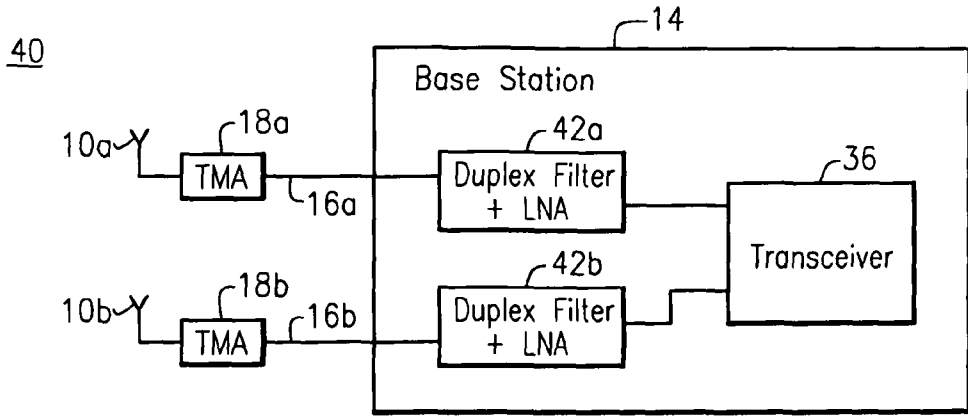 40
14
Base Station
10a
18a
TMA
16a
42a
Duplex Filter
+ LNA
36
Transceiver
10b
18b
TMA
16b
42b
Duplex Filter
+ LNA